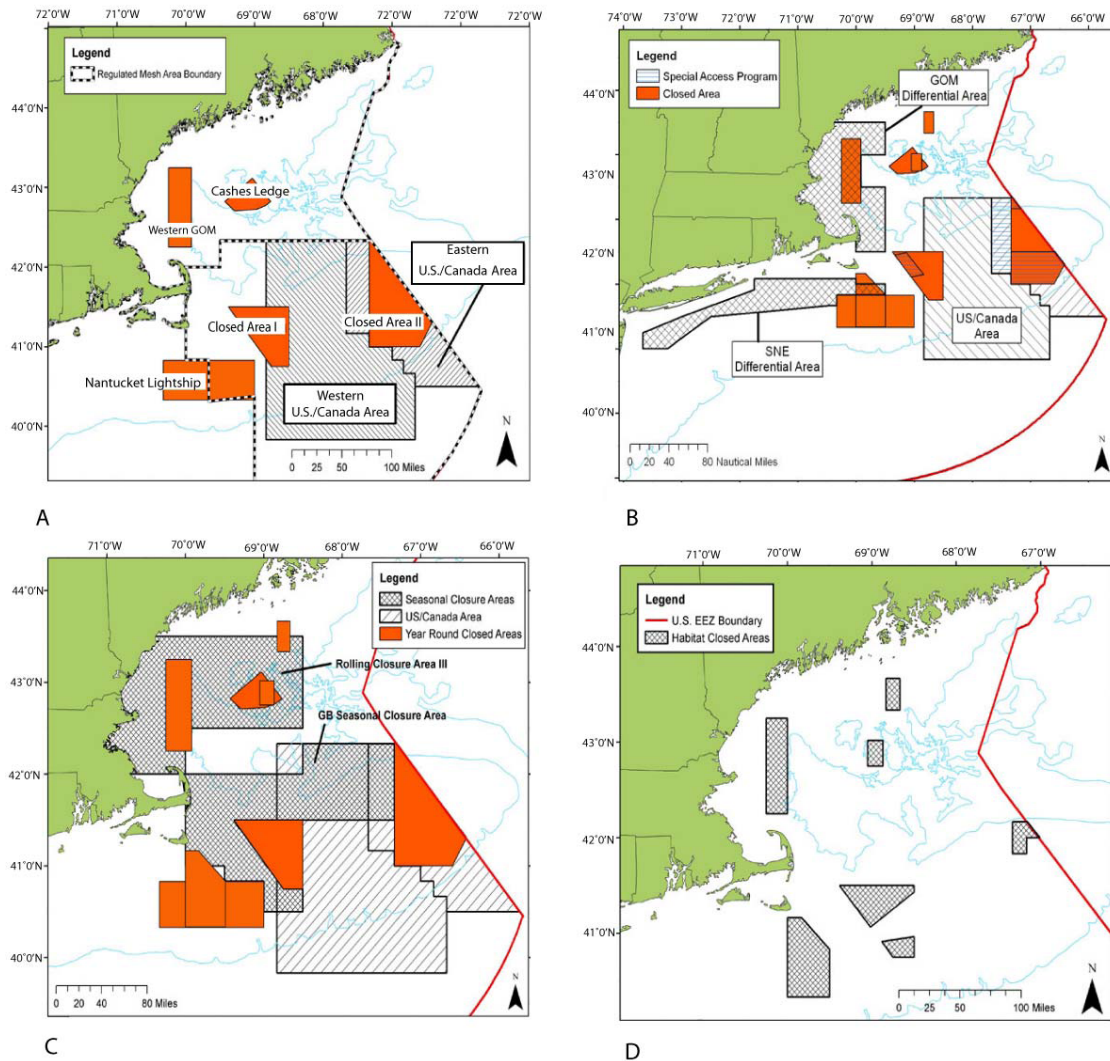 72°0'W 71°0'W 70°0'W 69°0'W 68°0'W 67°0'W 72°0'W 72°0'W
Legend
Regulated Mesh Area Boundary
44°0'N
43°0'N
42°0'N
41°0'N
40°0'N
Cashes Ledge
Western GOM
Eastern
U.S./Canada Area
Closed Area I
Closed Area II
Nantucket Lightship
Western
U.S./Canada Area
N
0 25 50 100 Miles
A
74°0'W 73°0'W 72°0'W 71°0'W 70°0'W 69°0'W 68°0'W 67°0'W 66°0'W
Legend
Special Access Program
Closed Area
GOM
Differential Area
44°0'N
43°0'N
42°0'N
41°0'N
40°0'N
US/Canada
Area
SNE
Differential Area
0 20 40 80 Nautical Miles
N
B
71°0'W 70°0'W 69°0'W 68°0'W 67°0'W 66°0'W
Legend
Seasonal Closure Areas
US/Canada Area
Year Round Closed Areas
44°0'N
43°0'N
42°0'N
41°0'N
40°0'N
Rolling Closure Area III
GB Seasonal Closure Area
0 20 40 80 Miles
N
C
71°0'W 70°0'W 69°0'W 68°0'W 67°0'W
Legend
U.S. EEZ Boundary
Habitat Closed Areas
44°0'N
43°0'N
42°0'N
41°0'N
0 25 50 100 Miles
N
D